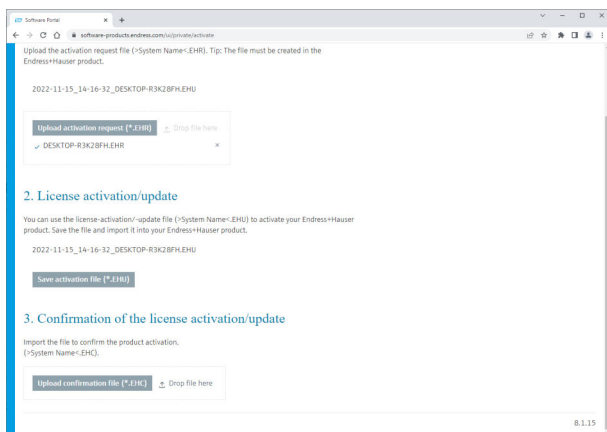 Software Portal
software-products.endress.com/ui/private/activate
Upload the activation request file (>System Name<.EHR). Tip: The file must be created in the
Endress+Hauser product.
2022-11-15_14-16-32_DESKTOP-R3K28FH.EHU
Upload activation request (*.EHR) Drop file here
DESKTOP-R3K28FH.EHR
2. License activation/update
You can use the license-activation/-update file (>System Name<.EHU) to activate your Endress+Hauser
product. Save the file and import it into your Endress+Hauser product.
2022-11-15_14-16-32_DESKTOP-R3K28FH.EHU
Save activation file (*.EHU)
3. Confirmation of the license activation/update
Import the file to confirm the product activation.
(>System Name<.EHC).
Upload confirmation file (*.EHC) Drop file here
8.1.15